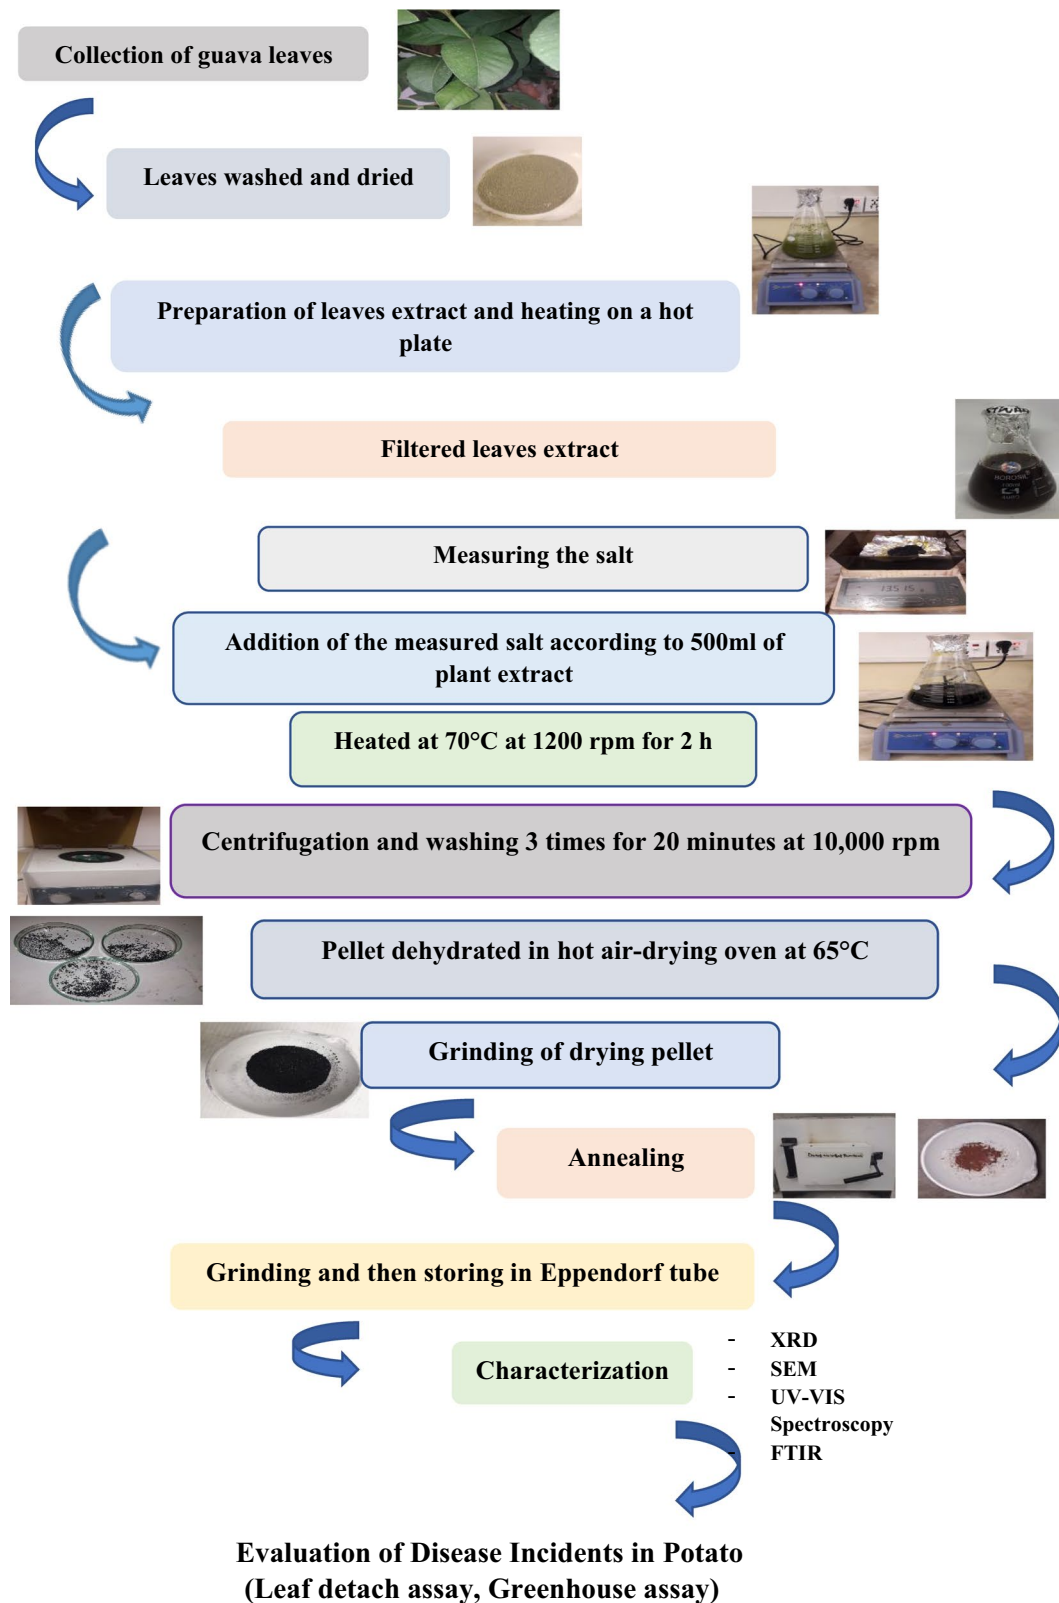 Collection of guava leaves
Leaves washed and dried
Preparation of leaves extract and heating on a hot
plate
Filtered leaves extract
Measuring the salt
Addition of the measured salt according to 500ml of
plant extract
Heated at 70°C at 1200 rpm for 2 h
Centrifugation and washing 3 times for 20 minutes at 10,000 rpm
Pellet dehydrated in hot air-drying oven at 65°C
Grinding of drying pellet
Annealing
Grinding and then storing in Eppendorf tube
Characterization
- XRD
- SEM
- UV-VIS
Spectroscopy
- FTIR
Evaluation of Disease Incidents in Potato
(Leaf detach assay, Greenhouse assay)